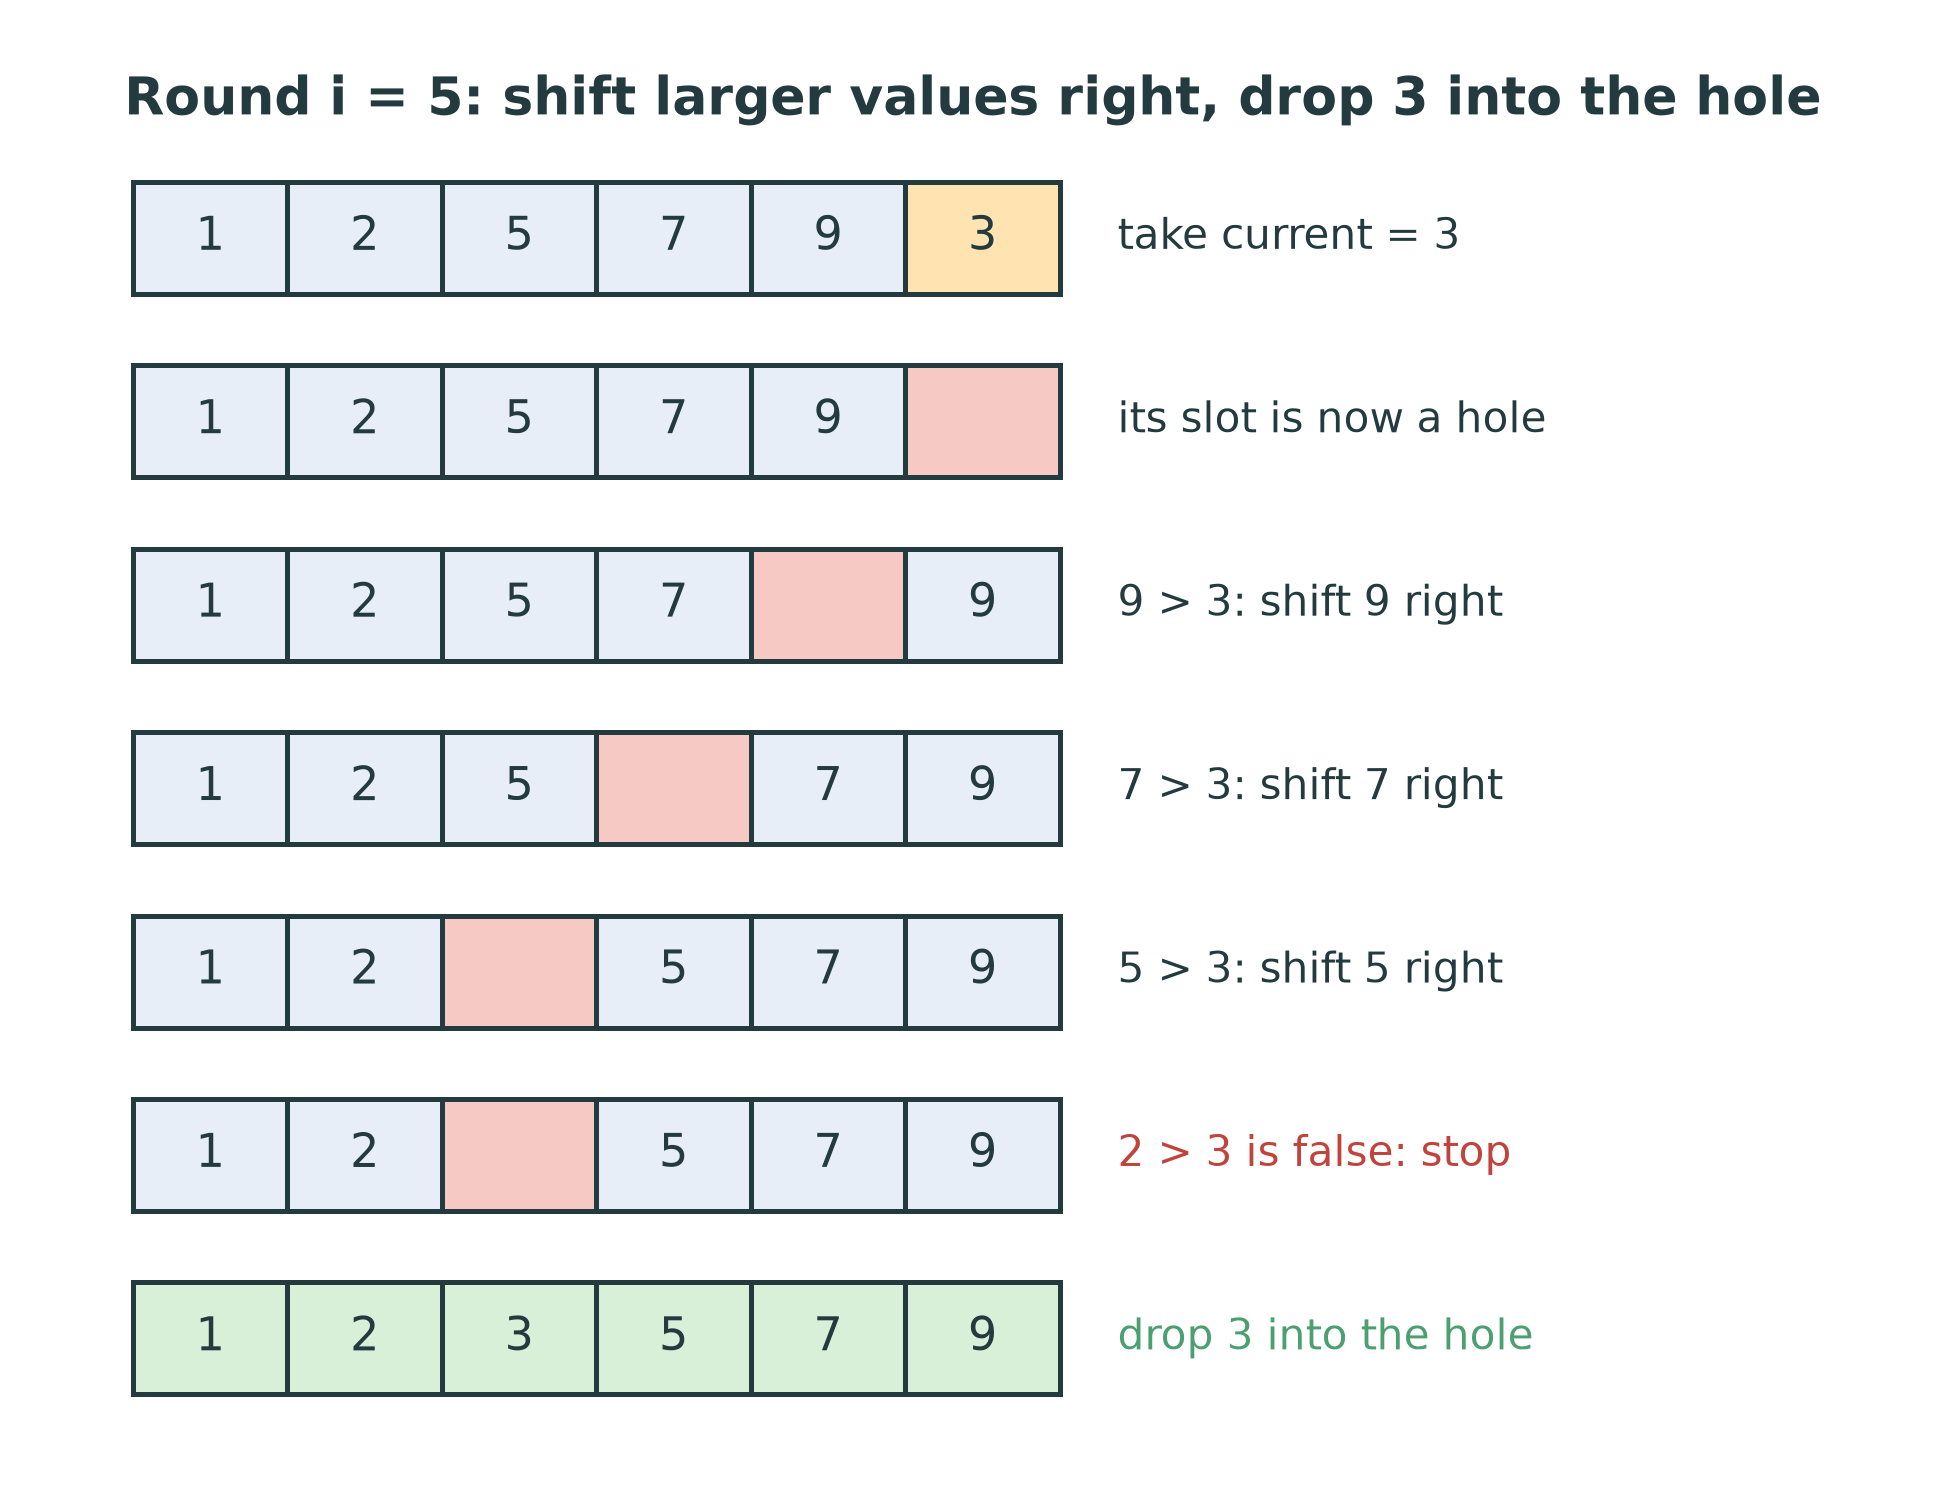 Round i = 5: shift larger values right, drop 3 into the hole
1 2 5 7 9 3 take current = 3
1 2 5 7 9 its slot is now a hole
1 2 5 7 9 9 > 3: shift 9 right
1 2 5 7 9 7 > 3: shift 7 right
1 2 5 7 9 5 > 3: shift 5 right
1 2 5 7 9 2 > 3 is false: stop
1 2 3 5 7 9 drop 3 into the hole